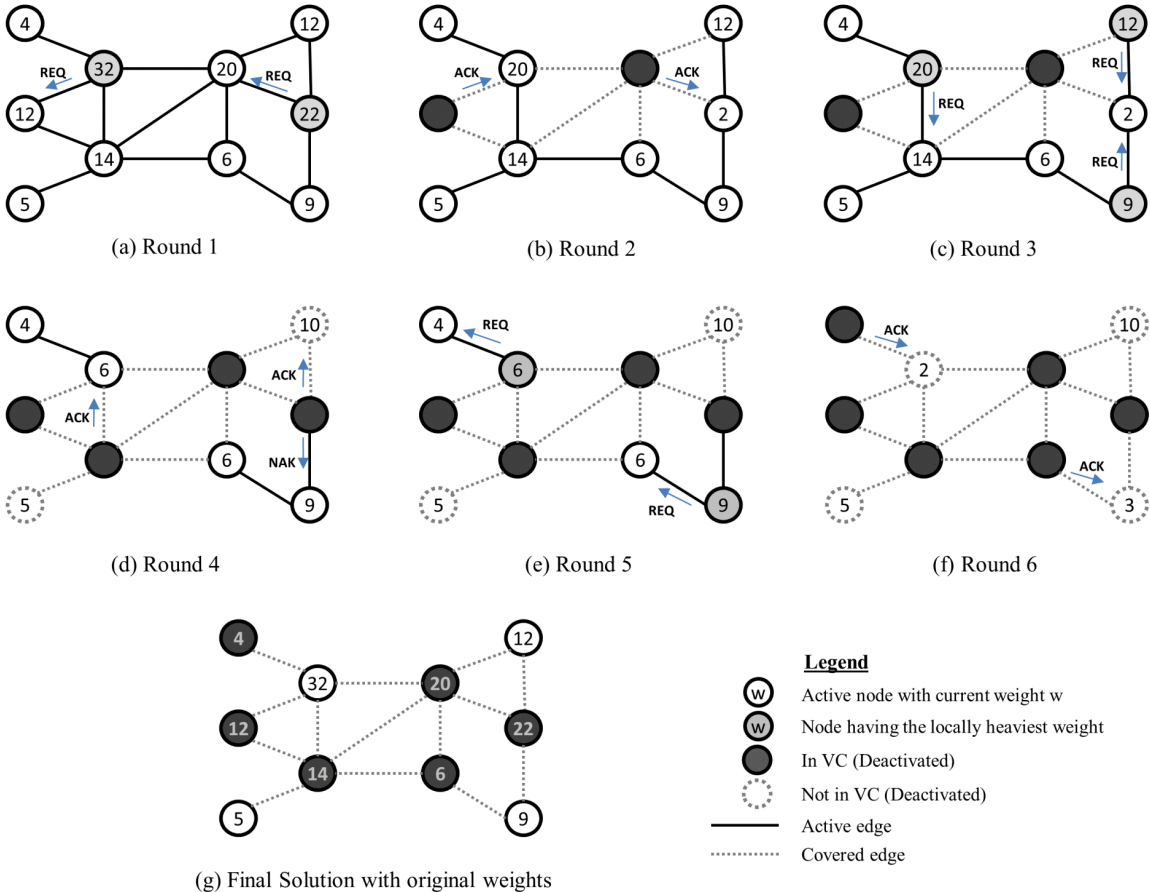 4 12
32 20
REQ REQ
12 22
14 6
5 9
(a) Round 1
12
20
ACK ACK
2
14 6
5 9
(b) Round 2
4 12
20 REQ
REQ 2
14 6 REQ
5 9
(c) Round 3
4 10
6 ACK
ACK
6 NAK
5 9
(d) Round 4
4 REQ 10
6
6
5 REQ 9
(e) Round 5
ACK 10
2
ACK
5 3
(f) Round 6
4 12
32 20
12 22
14 6
5 9
(g) Final Solution with original weights
Legend
w Active node with current weight w
w Node having the locally heaviest weight
In VC (Deactivated)
Not in VC (Deactivated)
Active edge
Covered edge